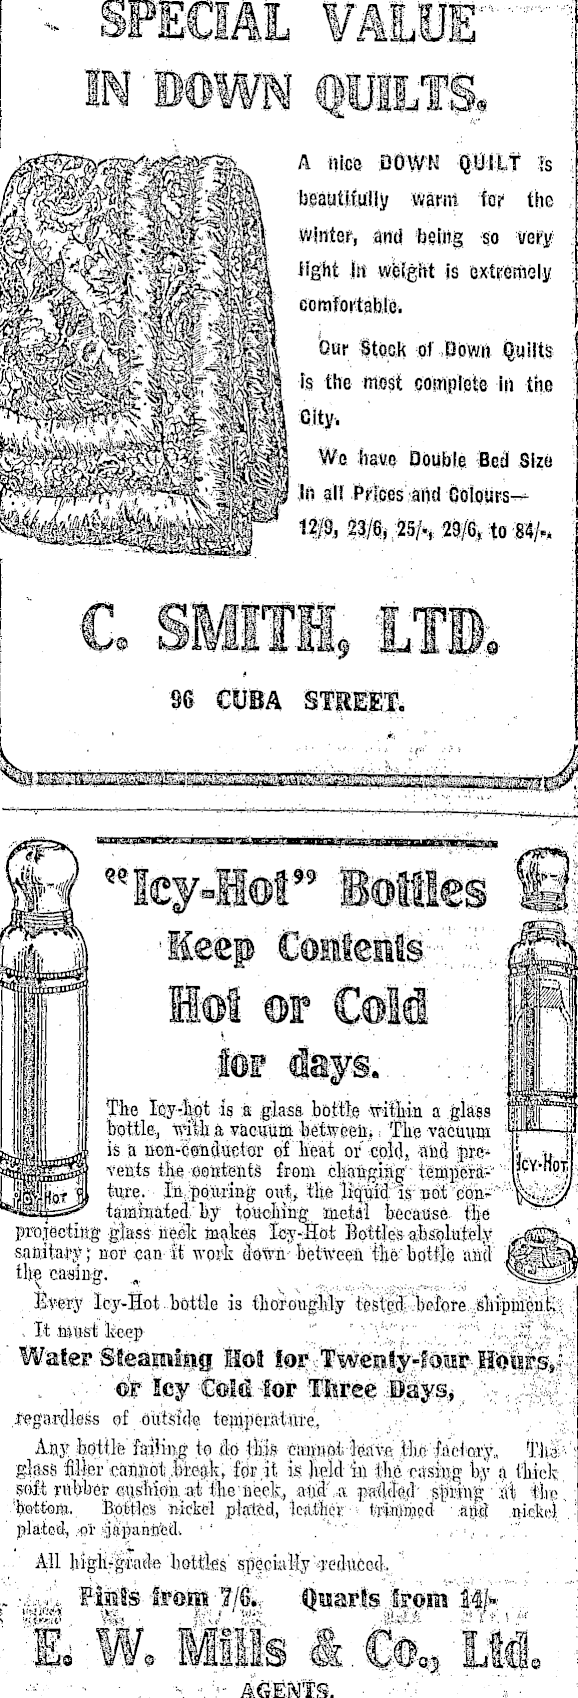 SPECIAL VALUE
IN DOWN QUILTS.
A nice DOWN QUILT is
beautifully warm for the
winter, and being so very
light in weight is extremely
comfortable.
Our Stock of Down Quilts
is the most complete in the
City.
We have Double Bed Size
in all Prices and Colours—
12/9, 23/6, 25/-, 29/6, to 84/-.
C. SMITH, LTD.
96 CUBA STREET.
"Icy-Hot" Bottles
Keep Contents
Hot or Cold
for days.
The Icy-hot is a glass bottle within a glass
bottle, with a vacuum between. The vacuum
is a non-conductor of heat or cold, and pre-
vents the contents from changing tempera-
ture. In pouring out, the liquid is not con-
taminated by touching metal because the
projecting glass neck makes Icy-Hot Bottles absolutely
sanitary; nor can it work down between the bottle and
the casing.
ICY-HOT
ICY-HOT
Every Icy-Hot bottle is thoroughly tested before shipment.
It must keep
Water Steaming Hot for Twenty-four Hours,
or Icy Cold for Three Days,
regardless of outside temperature.
Any bottle failing to do this cannot leave the factory. The
glass filler cannot break, for it is held in the casing by a thick
soft rubber cushion at the neck, and a padded spring at the
bottom. Bottles nickel plated, leather trimmed and nickel
plated, or japanned.
All high-grade bottles specially reduced.
Pints from 7/6. Quarts from 14/-
E. W. Mills & Co., Ltd.
AGENTS.